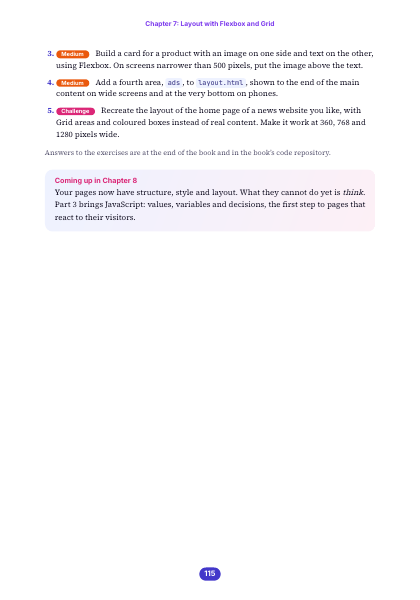 Chapter 7: Layout with Flexbox and Grid
3. Medium Build a card for a product with an image on one side and text on the other,
using Flexbox. On screens narrower than 500 pixels, put the image above the text.
4. Medium Add a fourth area, ads, to layout.html, shown to the end of the main
content on wide screens and at the very bottom on phones.
5. Challenge Recreate the layout of the home page of a news website you like, with
Grid areas and coloured boxes instead of real content. Make it work at 360, 768 and
1280 pixels wide.
Answers to the exercises are at the end of the book and in the book's code repository.
Coming up in Chapter 8
Your pages now have structure, style and layout. What they cannot do yet is think.
Part 3 brings JavaScript: values, variables and decisions, the first step to pages that
react to their visitors.
115